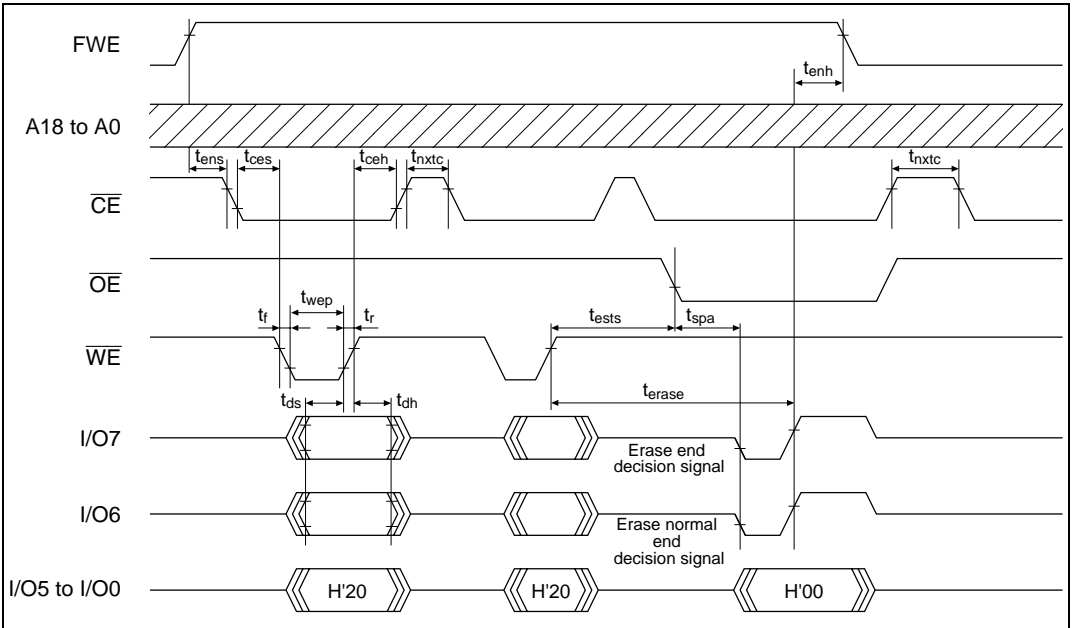 FWE
tenh
A18 to A0
tens
tces
tceh
tnxtc
tnxtc
CE
OE
twep
tf
tr
tests
tspa
WE
terase
tds
tdh
I/O7
Erase end
decision signal
I/O6
Erase normal
end
decision signal
I/O5 to I/O0
H'20
H'20
H'00